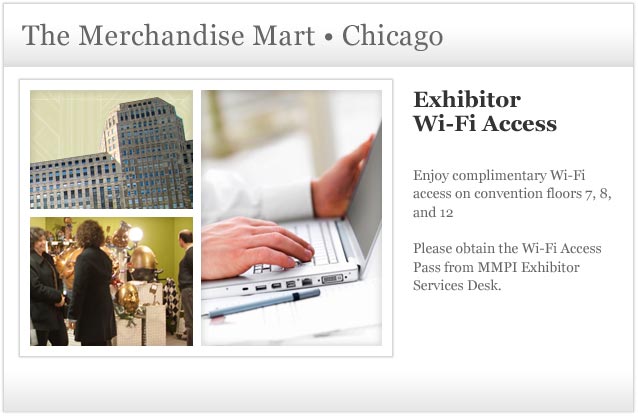 The Merchandise Mart • Chicago
Exhibitor
Wi-Fi Access
Enjoy complimentary Wi-Fi
access on convention floors 7, 8,
and 12
Please obtain the Wi-Fi Access
Pass from MMPI Exhibitor
Services Desk.